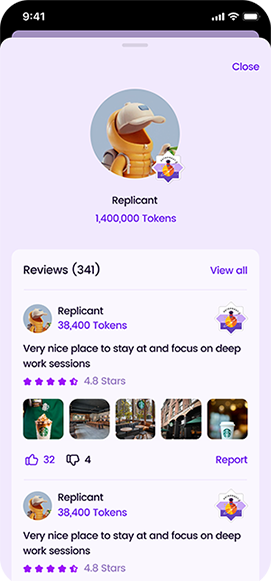 9:41
Close
Replicant
1,400,000 Tokens
Reviews (341)
View all
Replicant
38,400 Tokens
Very nice place to stay at and focus on deep
work sessions
4.8 Stars
32
4
Report
Replicant
38,400 Tokens
Very nice place to stay at and focus on deep
work sessions
4.8 Stars